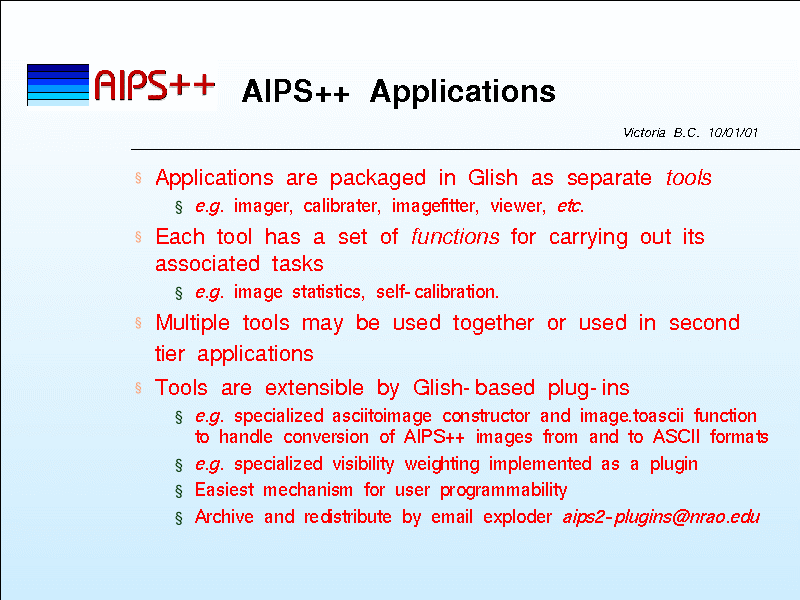 AIPS++
AIPS++ Applications
Victoria B.C. 10/01/01
§ Applications are packaged in Glish as separate tools
§ e.g. imager, calibrater, imagefitter, viewer, etc.
§ Each tool has a set of functions for carrying out its
associated tasks
§ e.g. image statistics, self-calibration.
§ Multiple tools may be used together or used in second
tier applications
§ Tools are extensible by Glish-based plug-ins
§ e.g. specialized asciitoimage constructor and image.toascii function
to handle conversion of AIPS++ images from and to ASCII formats
§ e.g. specialized visibility weighting implemented as a plugin
§ Easiest mechanism for user programmability
§ Archive and redistribute by email exploder aips2-plugins@nrao.edu